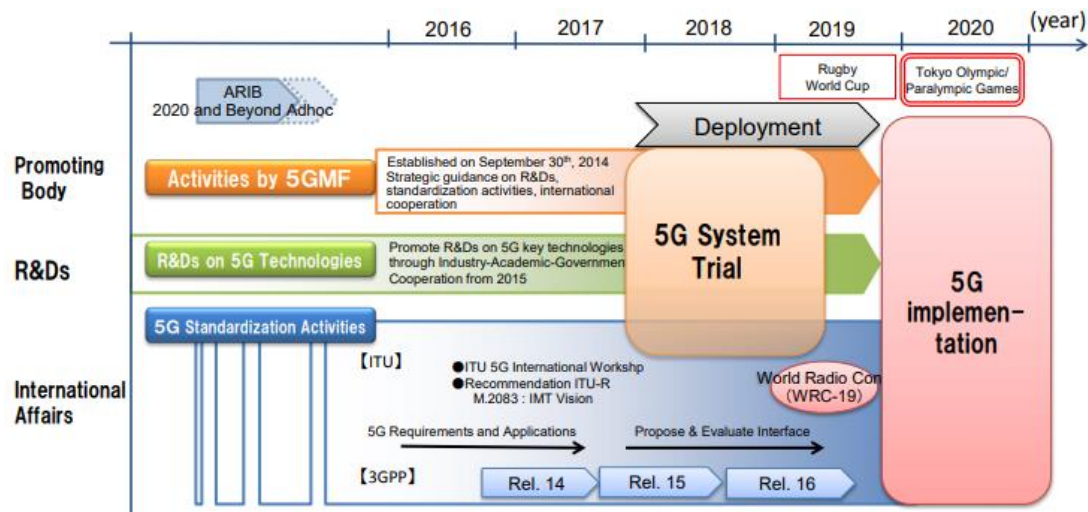 2016 2017 2018 2019 2020 (year)
ARIB
2020 and Beyond Adhoc
Rugby
World Cup
Tokyo Olympic/
Paralympic Games
Deployment
Promoting
Body
Activities by 5GMF
Established on September 30th, 2014
Strategic guidance on R&Ds,
standardization activities, international
cooperation
5G System
Trial
5G
implemen-
tation
R&Ds
R&Ds on 5G Technologies
Promote R&Ds on 5G key technologies
through Industry-Academic-Government
Cooperation from 2015
5G Standardization Activities
International
Affairs
【ITU】
●ITU 5G International Workshp
●Recommendation ITU-R
M.2083 : IMT Vision
World Radio Con
(WRC-19)
5G Requirements and Applications
Propose & Evaluate Interface
【3GPP】
Rel. 14
Rel. 15
Rel. 16